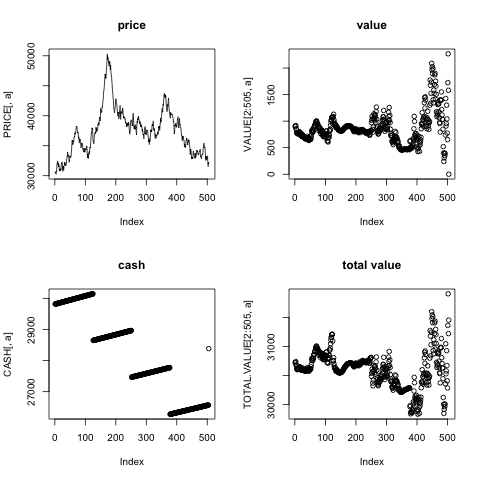 price
PRICE[, a]
30000 40000 50000
0 100 200 300 400 500
Index
value
VALUE[2:505, a]
0 500 1500
0 100 200 300 400 500
Index
cash
CASH[, a]
27000 29000
0 100 200 300 400 500
Index
total value
TOTAL.VALUE[2:505, a]
30000 31000
0 100 200 300 400 500
Index